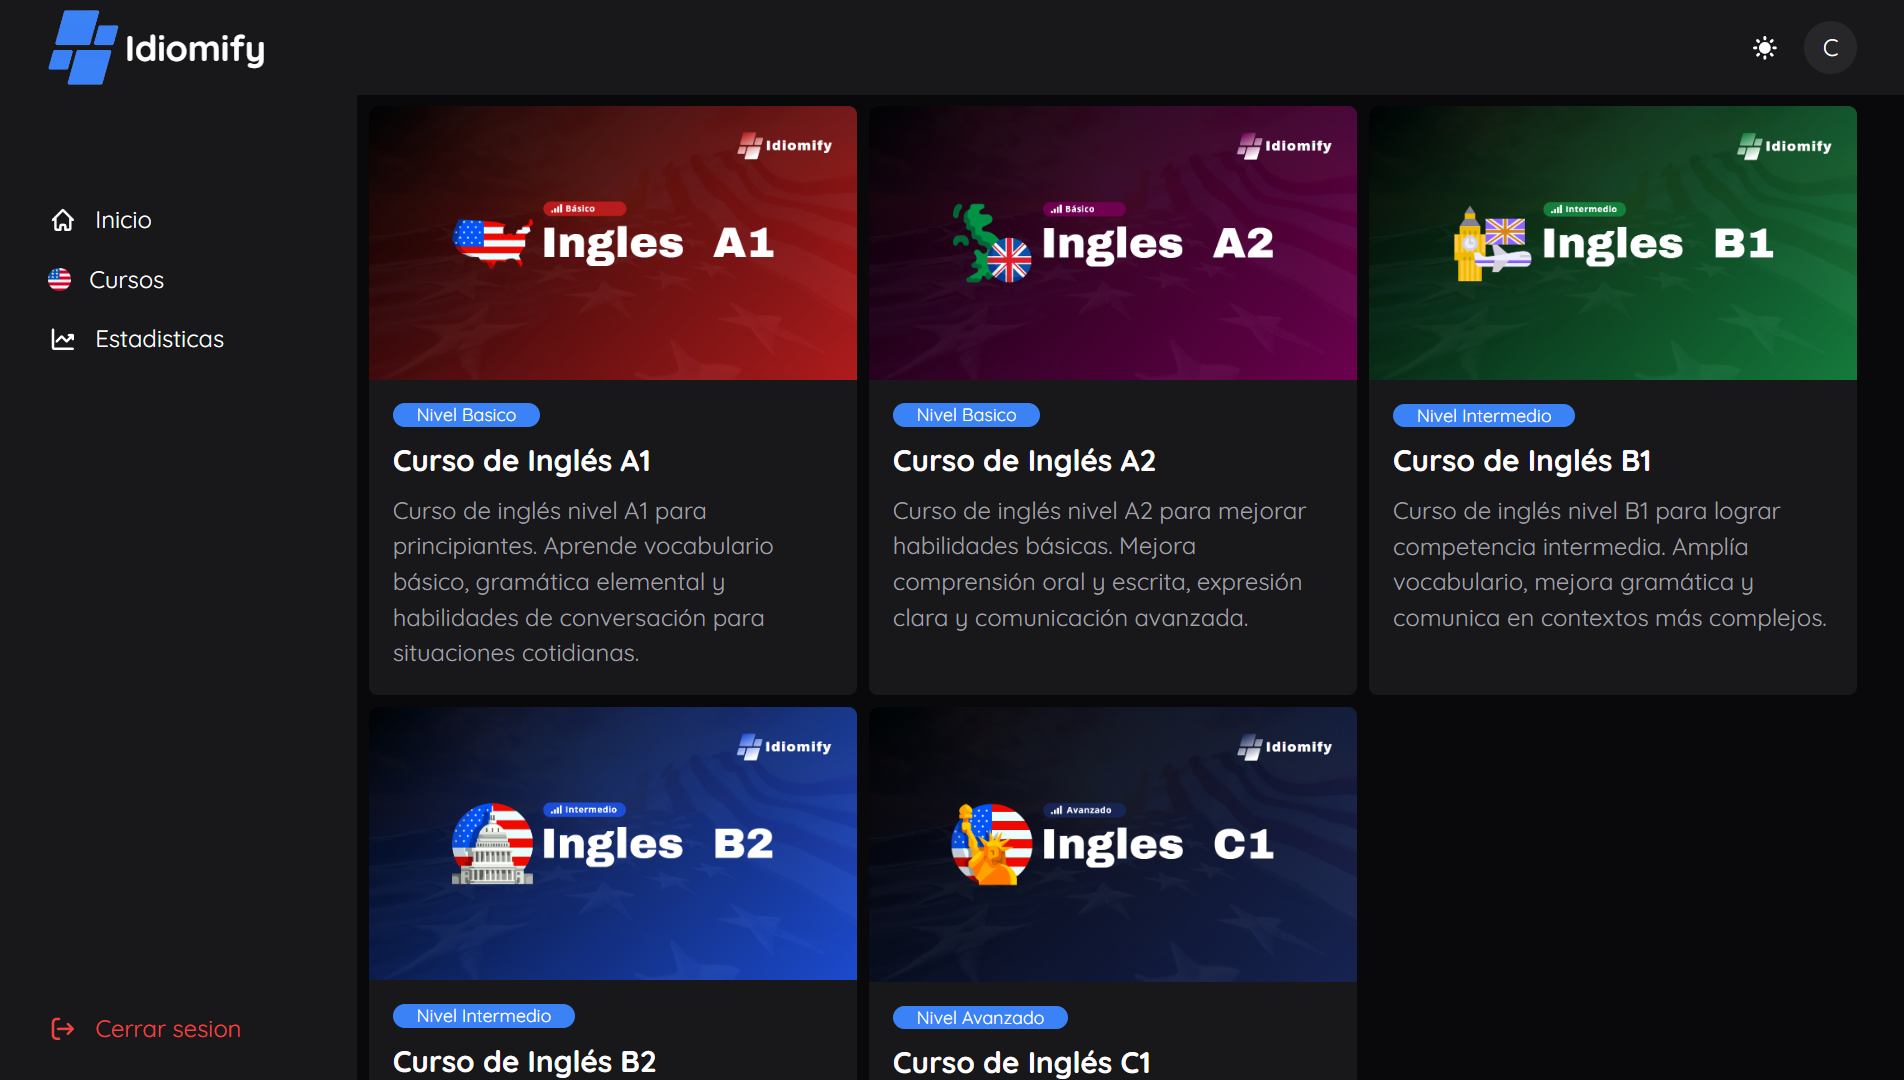 Idiomify
C
Inicio
Cursos
Estadisticas
Cerrar sesion
Idiomify
Básico
Ingles A1
Nivel Basico
Curso de Inglés A1
Curso de inglés nivel A1 para
principiantes. Aprende vocabulario
básico, gramática elemental y
habilidades de conversación para
situaciones cotidianas.
Idiomify
Básico
Ingles A2
Nivel Basico
Curso de Inglés A2
Curso de inglés nivel A2 para mejorar
habilidades básicas. Mejora
comprensión oral y escrita, expresión
clara y comunicación avanzada.
Idiomify
Intermedio
Ingles B1
Nivel Intermedio
Curso de Inglés B1
Curso de inglés nivel B1 para lograr
competencia intermedia. Amplía
vocabulario, mejora gramática y
comunica en contextos más complejos.
Idiomify
Intermedio
Ingles B2
Nivel Intermedio
Curso de Inglés B2
Idiomify
Avanzado
Ingles C1
Nivel Avanzado
Curso de Inglés C1